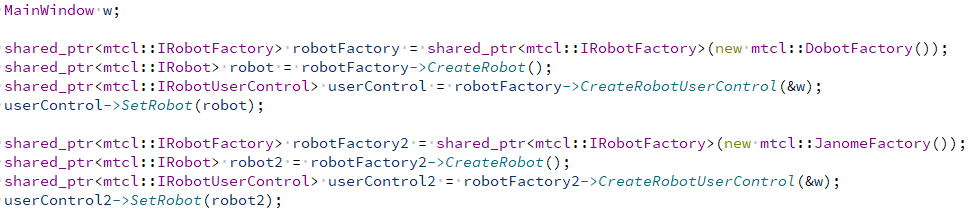 MainWindow w;
shared_ptr<mtcl::IRobotFactory> robotFactory = shared_ptr<mtcl::IRobotFactory>(new mtcl::DobotFactory());
shared_ptr<mtcl::IRobot> robot = robotFactory->CreateRobot();
shared_ptr<mtcl::IRobotUserControl> userControl = robotFactory->CreateRobotUserControl(&w);
userControl->SetRobot(robot);
shared_ptr<mtcl::IRobotFactory> robotFactory2 = shared_ptr<mtcl::IRobotFactory>(new mtcl::JanomeFactory());
shared_ptr<mtcl::IRobot> robot2 = robotFactory2->CreateRobot();
shared_ptr<mtcl::IRobotUserControl> userControl2 = robotFactory2->CreateRobotUserControl(&w);
userControl2->SetRobot(robot2);